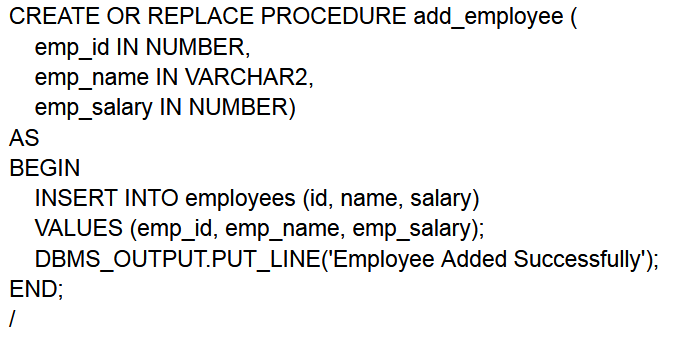 CREATE OR REPLACE PROCEDURE add_employee (
emp_id IN NUMBER,
emp_name IN VARCHAR2,
emp_salary IN NUMBER)
AS
BEGIN
INSERT INTO employees (id, name, salary)
VALUES (emp_id, emp_name, emp_salary);
DBMS_OUTPUT.PUT_LINE('Employee Added Successfully');
END;
/